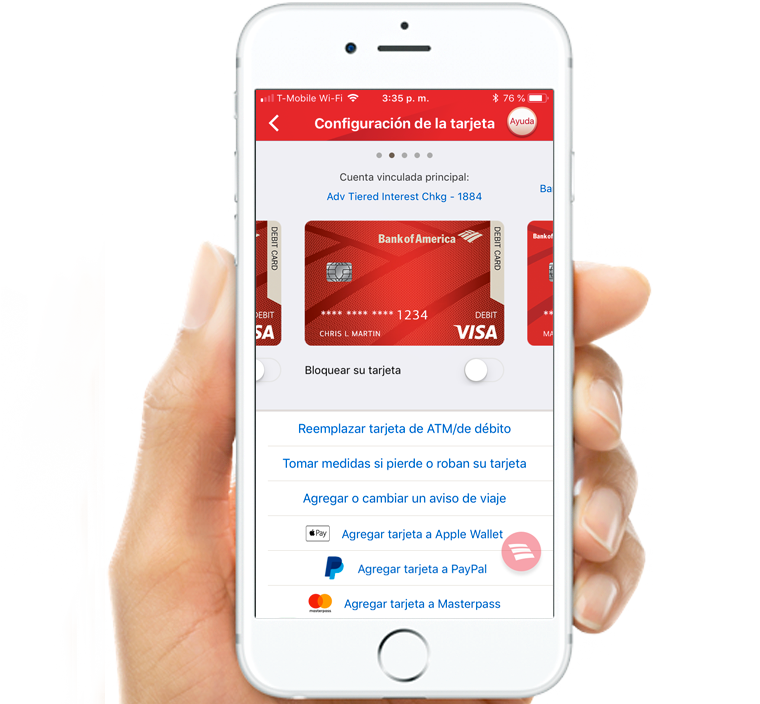 T-Mobile Wi-Fi 3:35 p. m. 76 %
Configuración de la tarjeta
Ayuda
Cuenta vinculada principal:
Adv Tiered Interest Chkg - 1884
Ba
DEBIT CARD
DEBIT
SA
Bank of America
DEBIT CARD
**** **** **** 1234
DEBIT
CHRIS L MARTIN
VISA
Bank of
MA
Bloquear su tarjeta
Reemplazar tarjeta de ATM/de débito
Tomar medidas si pierde o roban su tarjeta
Agregar o cambiar un aviso de viaje
Pay Agregar tarjeta a Apple Wallet
Agregar tarjeta a PayPal
masterpass Agregar tarjeta a Masterpass